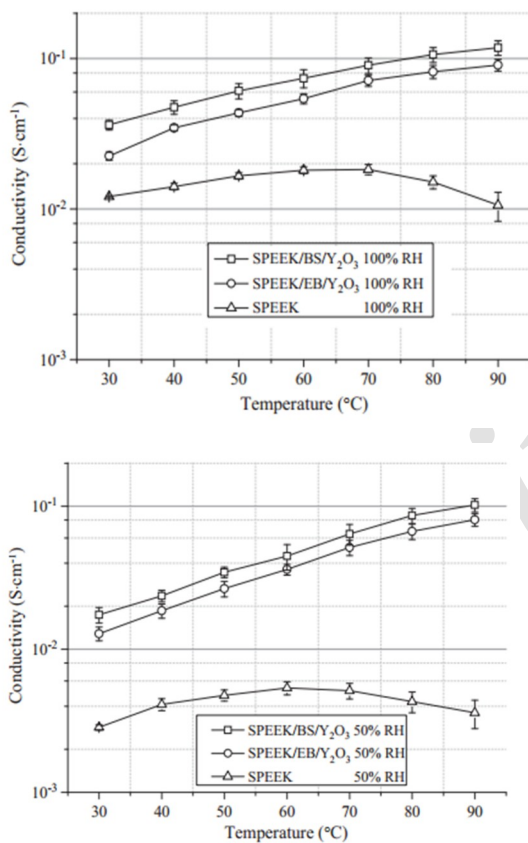 10⁻¹
10⁻²
10⁻³
Conductivity (S·cm⁻¹)
SPEEK/BS/Y₂O₃ 100% RH
SPEEK/EB/Y₂O₃ 100% RH
SPEEK 100% RH
30 40 50 60 70 80 90
Temperature (°C)
10⁻¹
10⁻²
10⁻³
Conductivity (S·cm⁻¹)
SPEEK/BS/Y₂O₃ 50% RH
SPEEK/EB/Y₂O₃ 50% RH
SPEEK 50% RH
30 40 50 60 70 80 90
Temperature (°C)